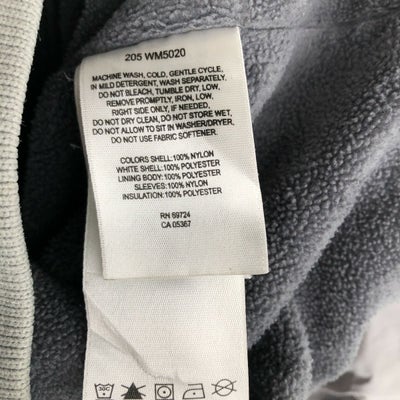 205 WM5020
MACHINE WASH, COLD, GENTLE CYCLE,
IN MILD DETERGENT, WASH SEPARATELY,
DO NOT BLEACH, TUMBLE DRY, LOW,
REMOVE PROMPTLY, IRON, LOW,
RIGHT SIDE ONLY, IF NEEDED,
DO NOT DRY CLEAN, DO NOT STORE WET,
DO NOT ALLOW TO SIT IN WASHER/DRYER,
DO NOT USE FABRIC SOFTENER.
COLORS SHELL:100% NYLON
WHITE SHELL:100% POLYESTER
LINING BODY:100% POLYESTER
SLEEVES:100% NYLON
INSULATION:100% POLYESTER
RN 69724
CA 05367
30C